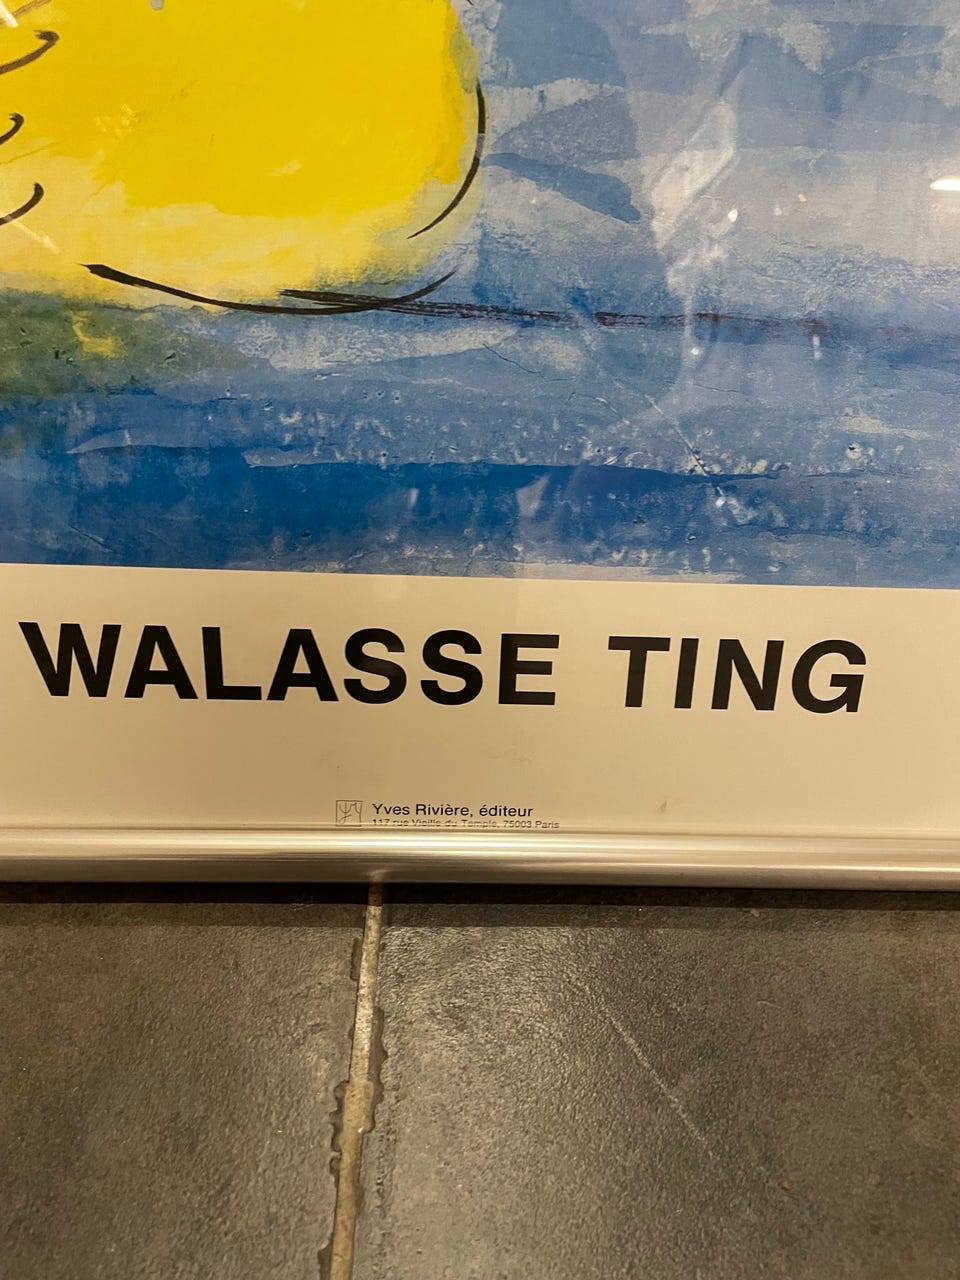 WALASSE TING
Yves Rivière, éditeur
117 rue Vieille-du-Temple, 75003 Paris